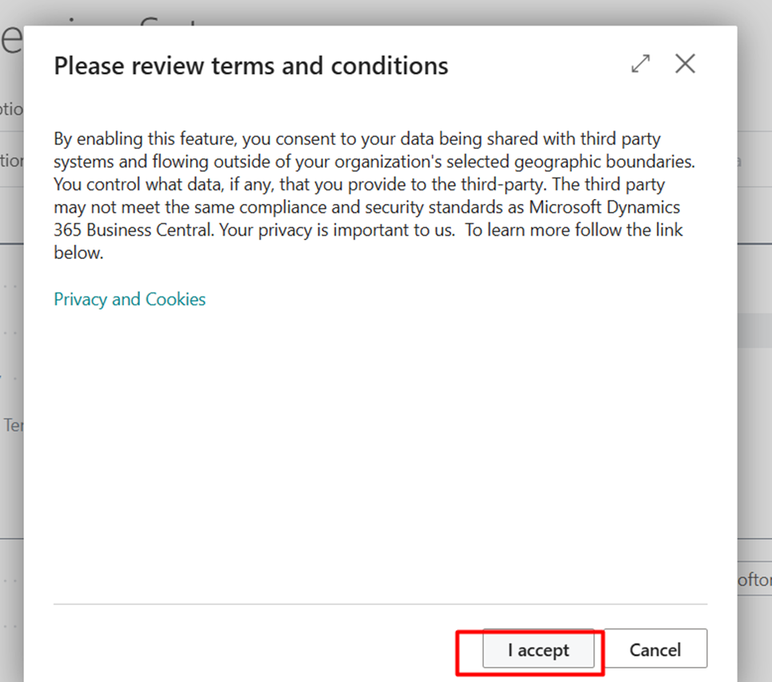 Please review terms and conditions
By enabling this feature, you consent to your data being shared with third party
systems and flowing outside of your organization's selected geographic boundaries.
You control what data, if any, that you provide to the third-party. The third party
may not meet the same compliance and security standards as Microsoft Dynamics
365 Business Central. Your privacy is important to us.  To learn more follow the link
below.
Privacy and Cookies
I accept
Cancel